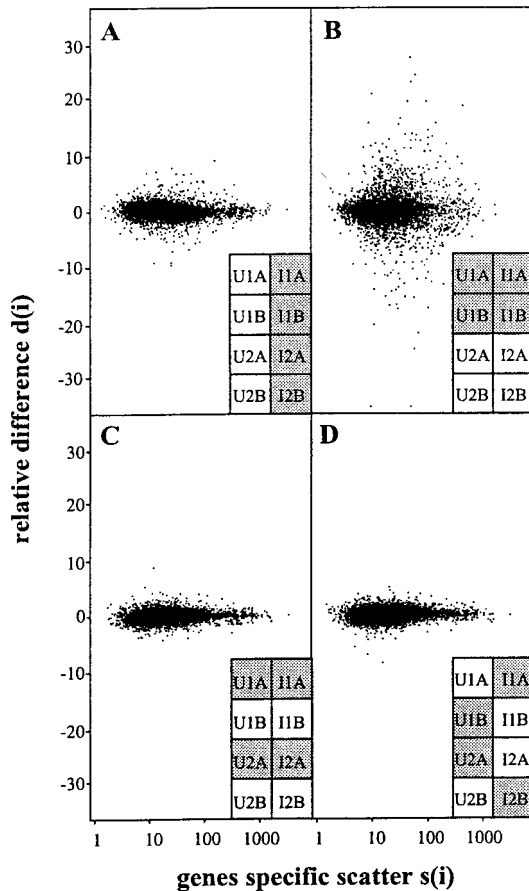 A
B
30
20
10
0
-10
-20
-30
U1A I1A
U1B I1B
U2A I2A
U2B I2B
U1A I1A
U1B I1B
U2A I2A
U2B I2B
relative difference d(i)
C
D
30
20
10
0
-10
-20
-30
U1A I1A
U1B I1B
U2A I2A
U2B I2B
U1A I1A
U1B I1B
U2A I2A
U2B I2B
1 10 100 1000 1 10 100 1000
genes specific scatter s(i)